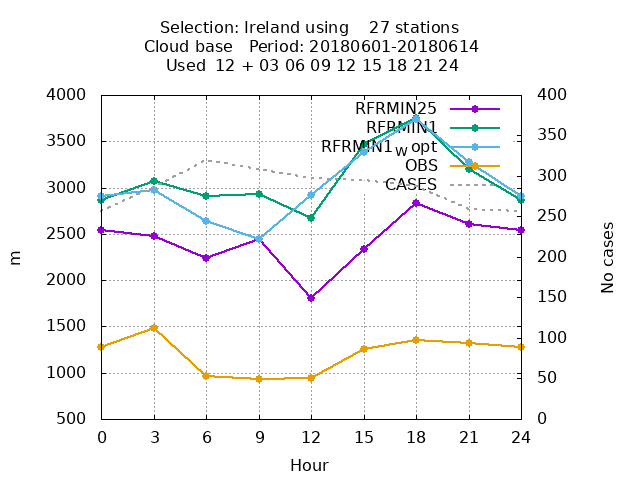 Selection: Ireland using 27 stations
Cloud base Period: 20180601-20180614
Used 12 + 03 06 09 12 15 18 21 24
4000 400
RFRMIN25
RFRMIN1
3500 350
RFRMIN1w opt
OBS
300
CASES
3000
250
2500
200
2000
150
1500
100
1000
50
500 0
m
No cases
0 3 6 9 12 15 18 21 24
Hour